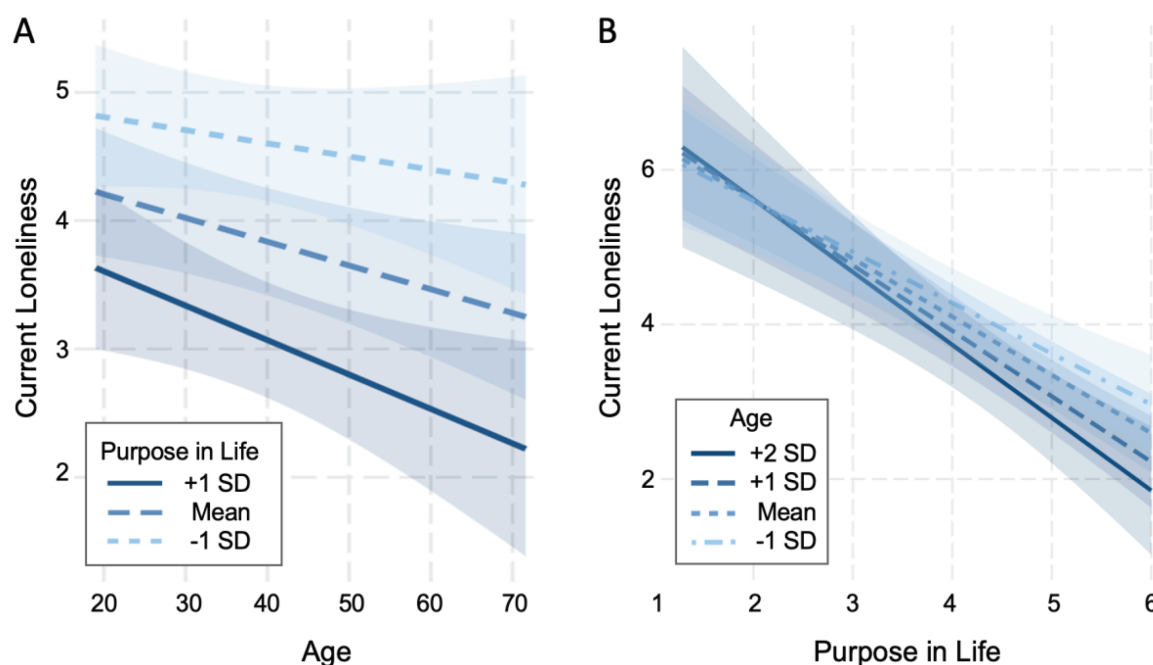 A
Current Loneliness
5
4
3
2
Purpose in Life
+1 SD
Mean
-1 SD
20 30 40 50 60 70
Age
B
Current Loneliness
6
4
2
Age
+2 SD
+1 SD
Mean
-1 SD
1 2 3 4 5 6
Purpose in Life